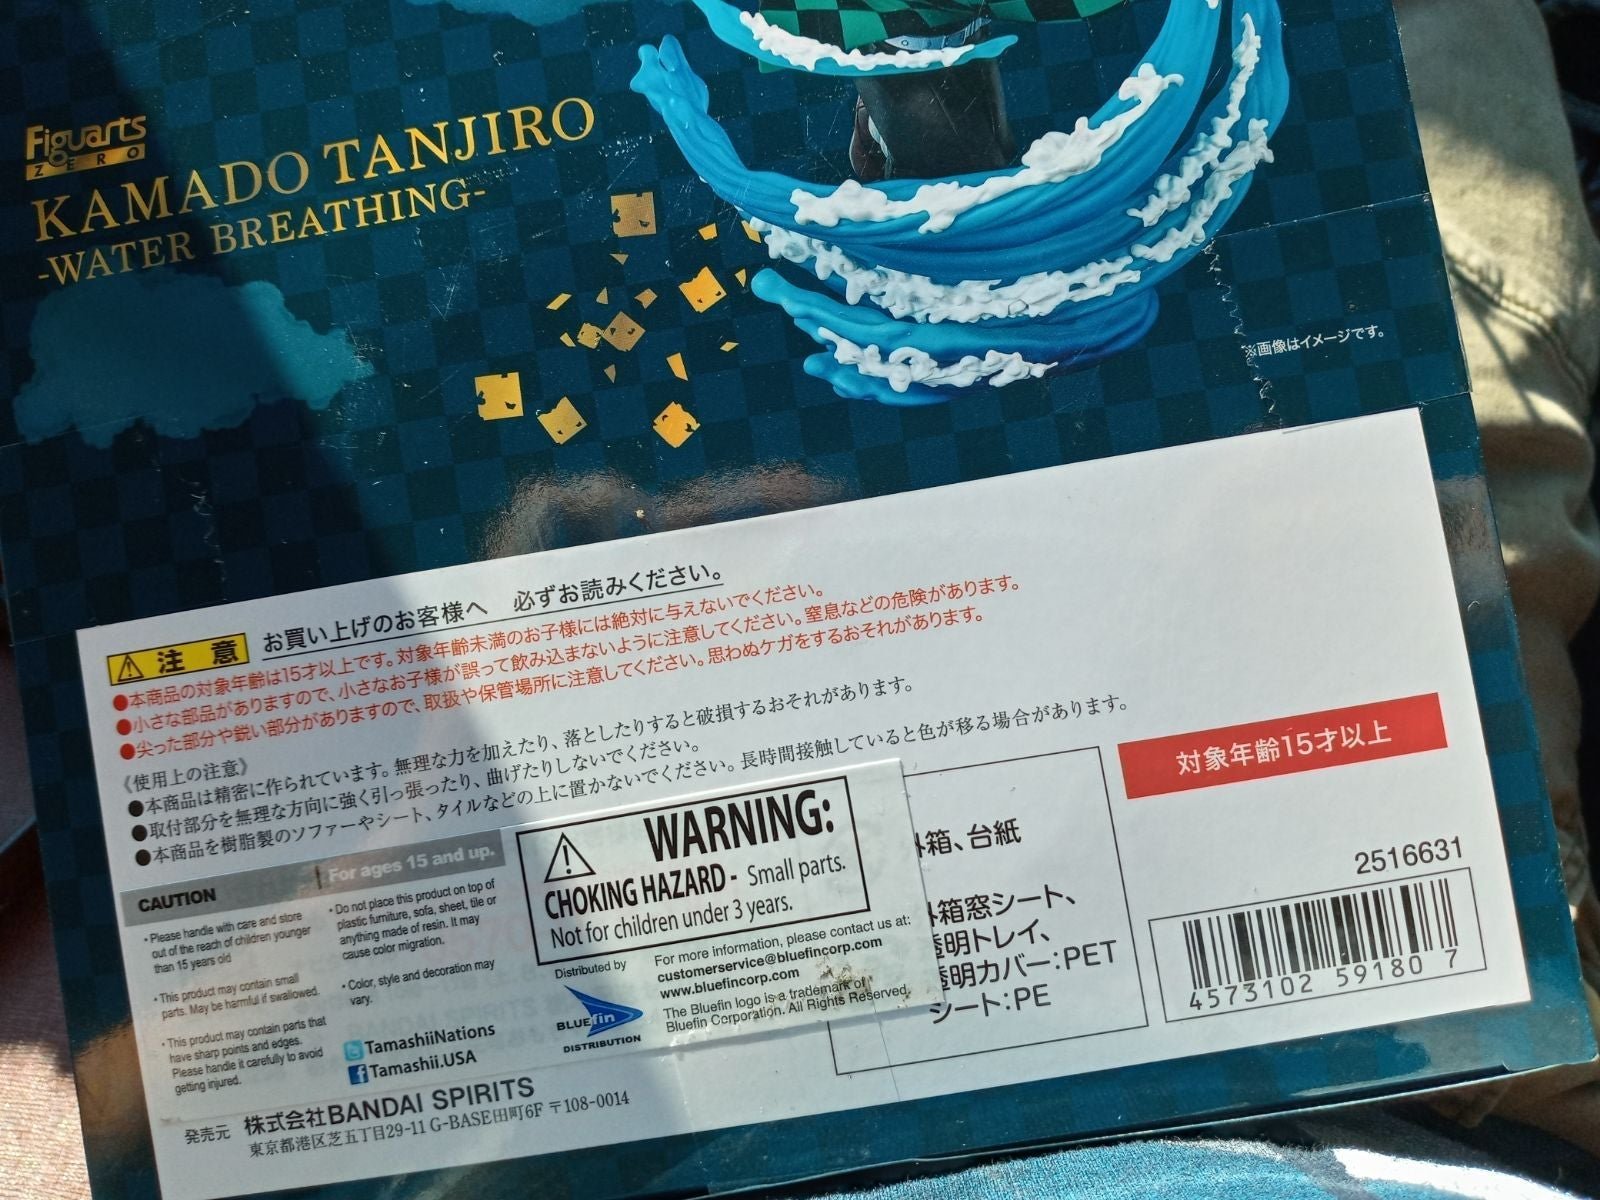 Figuarts
ZERO
KAMADO TANJIRO
-WATER BREATHING-
※画像はイメージです。
注意 お買い上げのお客様へ 必ずお読みください。
●本商品の対象年齢は15才以上です。対象年齢未満のお子様には絶対に与えないでください。
●小さな部品がありますので、小さなお子様が誤って飲み込まないように注意してください。窒息などの危険があります。
●尖った部分や鋭い部分がありますので、取扱や保管場所に注意してください。思わぬケガをするおそれがあります。
《使用上の注意》
●本商品は精密に作られています。無理な力を加えたり、落としたりすると破損するおそれがあります。
●取付部分を無理な方向に強く引っ張ったり、曲げたりしないでください。
●本商品を樹脂製のソファーやシート、タイルなどの上に置かないでください。長時間接触していると色が移る場合があります。
対象年齢15才以上
CAUTION
For ages 15 and up.
• Please handle with care and store
out of the reach of children younger
than 15 years old
• This product may contain small
parts. May be harmful if swallowed.
• This product may contain parts that
have sharp points and edges.
Please handle it carefully to avoid
getting injured.
• Do not place this product on top of
plastic furniture, sofa, sheet, tile or
anything made of resin. It may
cause color migration.
• Color, style and decoration may
vary.
TamashiiNations
Tamashii.USA
WARNING:
CHOKING HAZARD - Small parts.
Not for children under 3 years.
Distributed by
BLUEfin
DISTRIBUTION
For more information, please contact us at:
customerservice@bluefincorp.com
www.bluefincorp.com
The Bluefin logo is a trademark of
Bluefin Corporation. All Rights Reserved.
箱、台紙
箱窓シート、
透明トレイ、
透明カバー:PET
シート:PE
2516631
4573102 59180 7
発売元 株式会社BANDAI SPIRITS
東京都港区芝五丁目29-11 G-BASE田町6F 〒108-0014